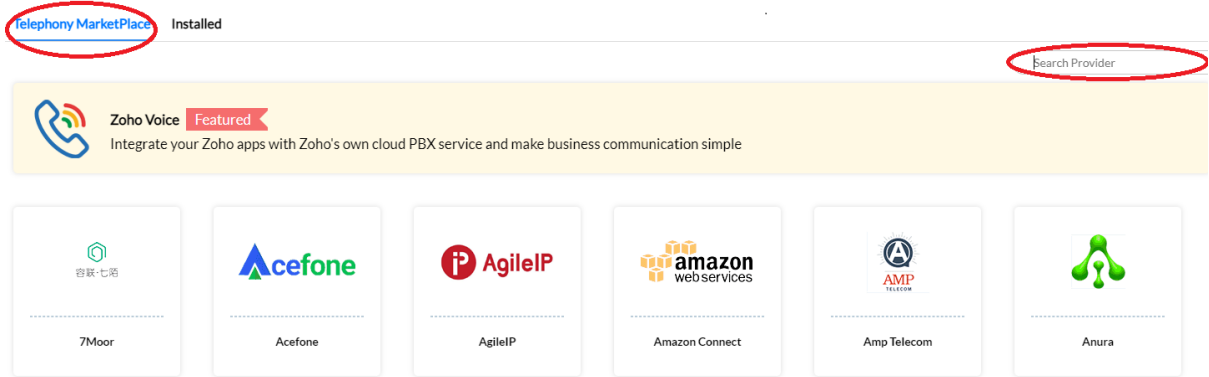 Telephony MarketPlace
Installed
Search Provider
Zoho Voice
Featured
Integrate your Zoho apps with Zoho's own cloud PBX service and make business communication simple
容联·七陌
Acefone
AgileIP
amazon
webservices
AMP
TELECOM
7Moor
Acefone
AgileIP
Amazon Connect
Amp Telecom
Anura